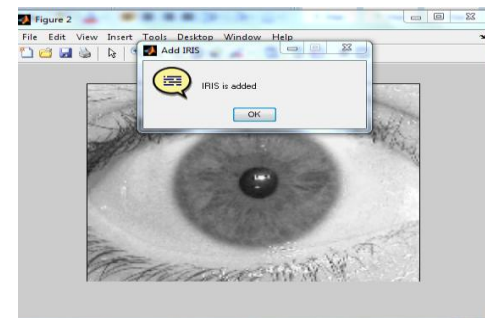 Figure 2
File Edit View Insert Tools Desktop Window Help
Add IRIS
IRIS is added
OK